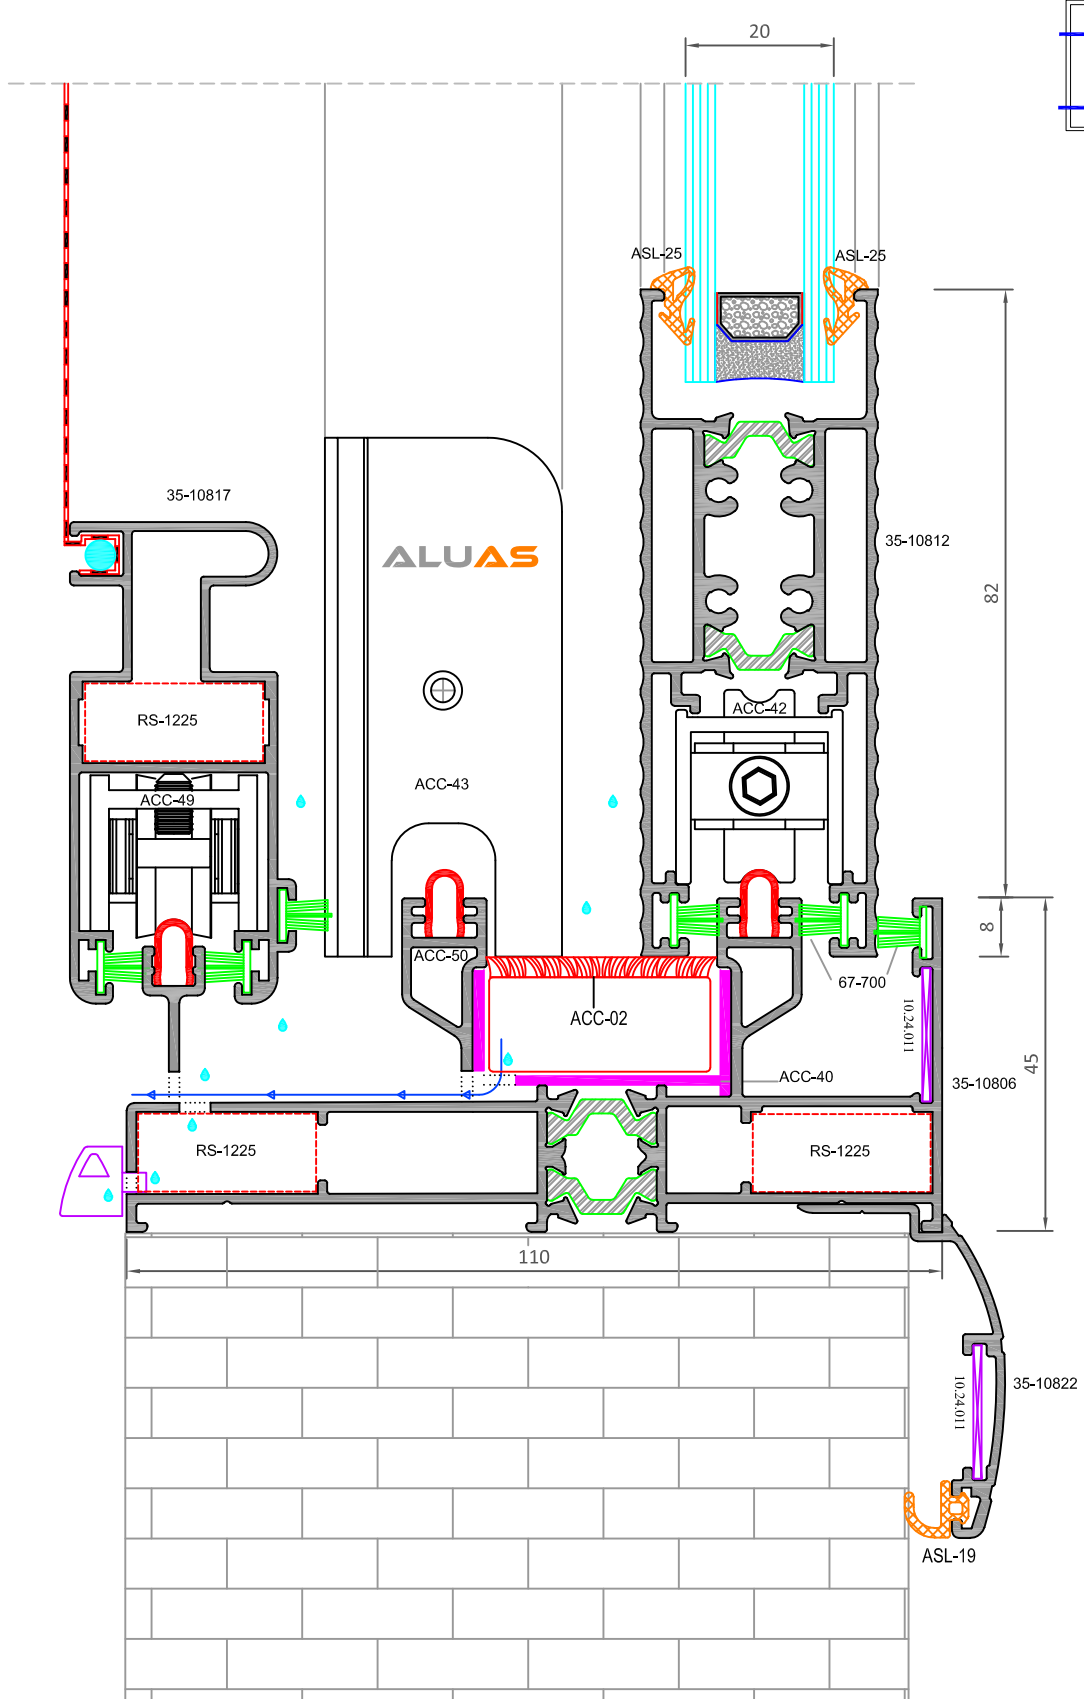 20
ASL-25
ASL-25
35-10817
ALUAS
35-10812
82
RS-1225
ACC-42
ACC-49
ACC-43
8
ACC-50
67-700
ACC-02
10.24.011
45
ACC-40
35-10806
RS-1225
RS-1225
110
10.24.011
35-10822
ASL-19